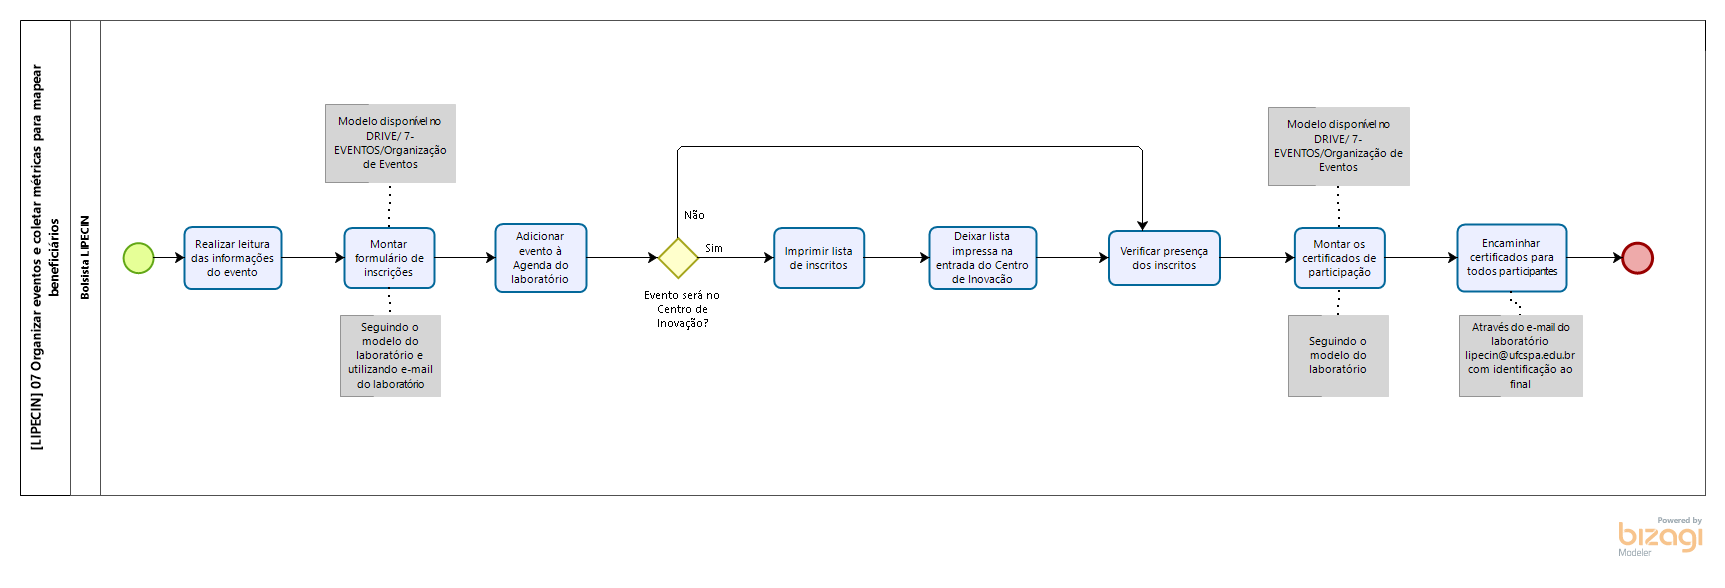 [LIPECIN] 07 Organizar eventos e coletar métricas para mapear
beneficiários
Bolsista LIPECIN
Realizar leitura
das informações
do evento
Modelo disponível no
DRIVE/ 7-
EVENTOS/Organização
de Eventos
Montar
formulário de
inscrições
Seguindo o
modelo do
laboratório e
utilizando e-mail
do laboratório
Adicionar
evento à
Agenda do
laboratório
Não
Sim
Evento será no
Centro de
Inovação?
Imprimir lista
de inscritos
Deixar lista
impressa na
entrada do Centro
de Inovação
Verificar presença
dos inscritos
Modelo disponível no
DRIVE/ 7-
EVENTOS/Organização de
Eventos
Montar os
certificados de
participação
Seguindo o
modelo do
laboratório
Encaminhar
certificados para
todos participantes
Através do e-mail do
laboratório
lipecin@ufcspa.edu.br
com identificação ao
final
Powered by
bizagi
Modeler